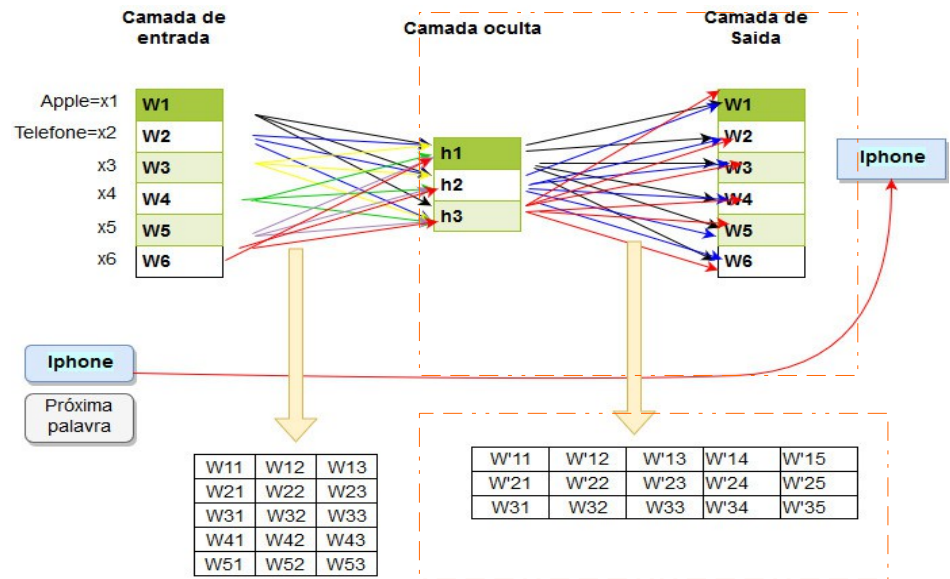 Camada de
entrada
Camada oculta
Camada de
Saída
Apple=x1
Telefone=x2
x3
x4
x5
x6
W1
W2
W3
W4
W5
W6
h1
h2
h3
W1
W2
W3
W4
W5
W6
Iphone
Iphone
Próxima
palavra
W11 W12 W13
W21 W22 W23
W31 W32 W33
W41 W42 W43
W51 W52 W53
W'11 W'12 W'13 W'14 W'15
W'21 W'22 W'23 W'24 W'25
W31 W32 W33 W'34 W'35